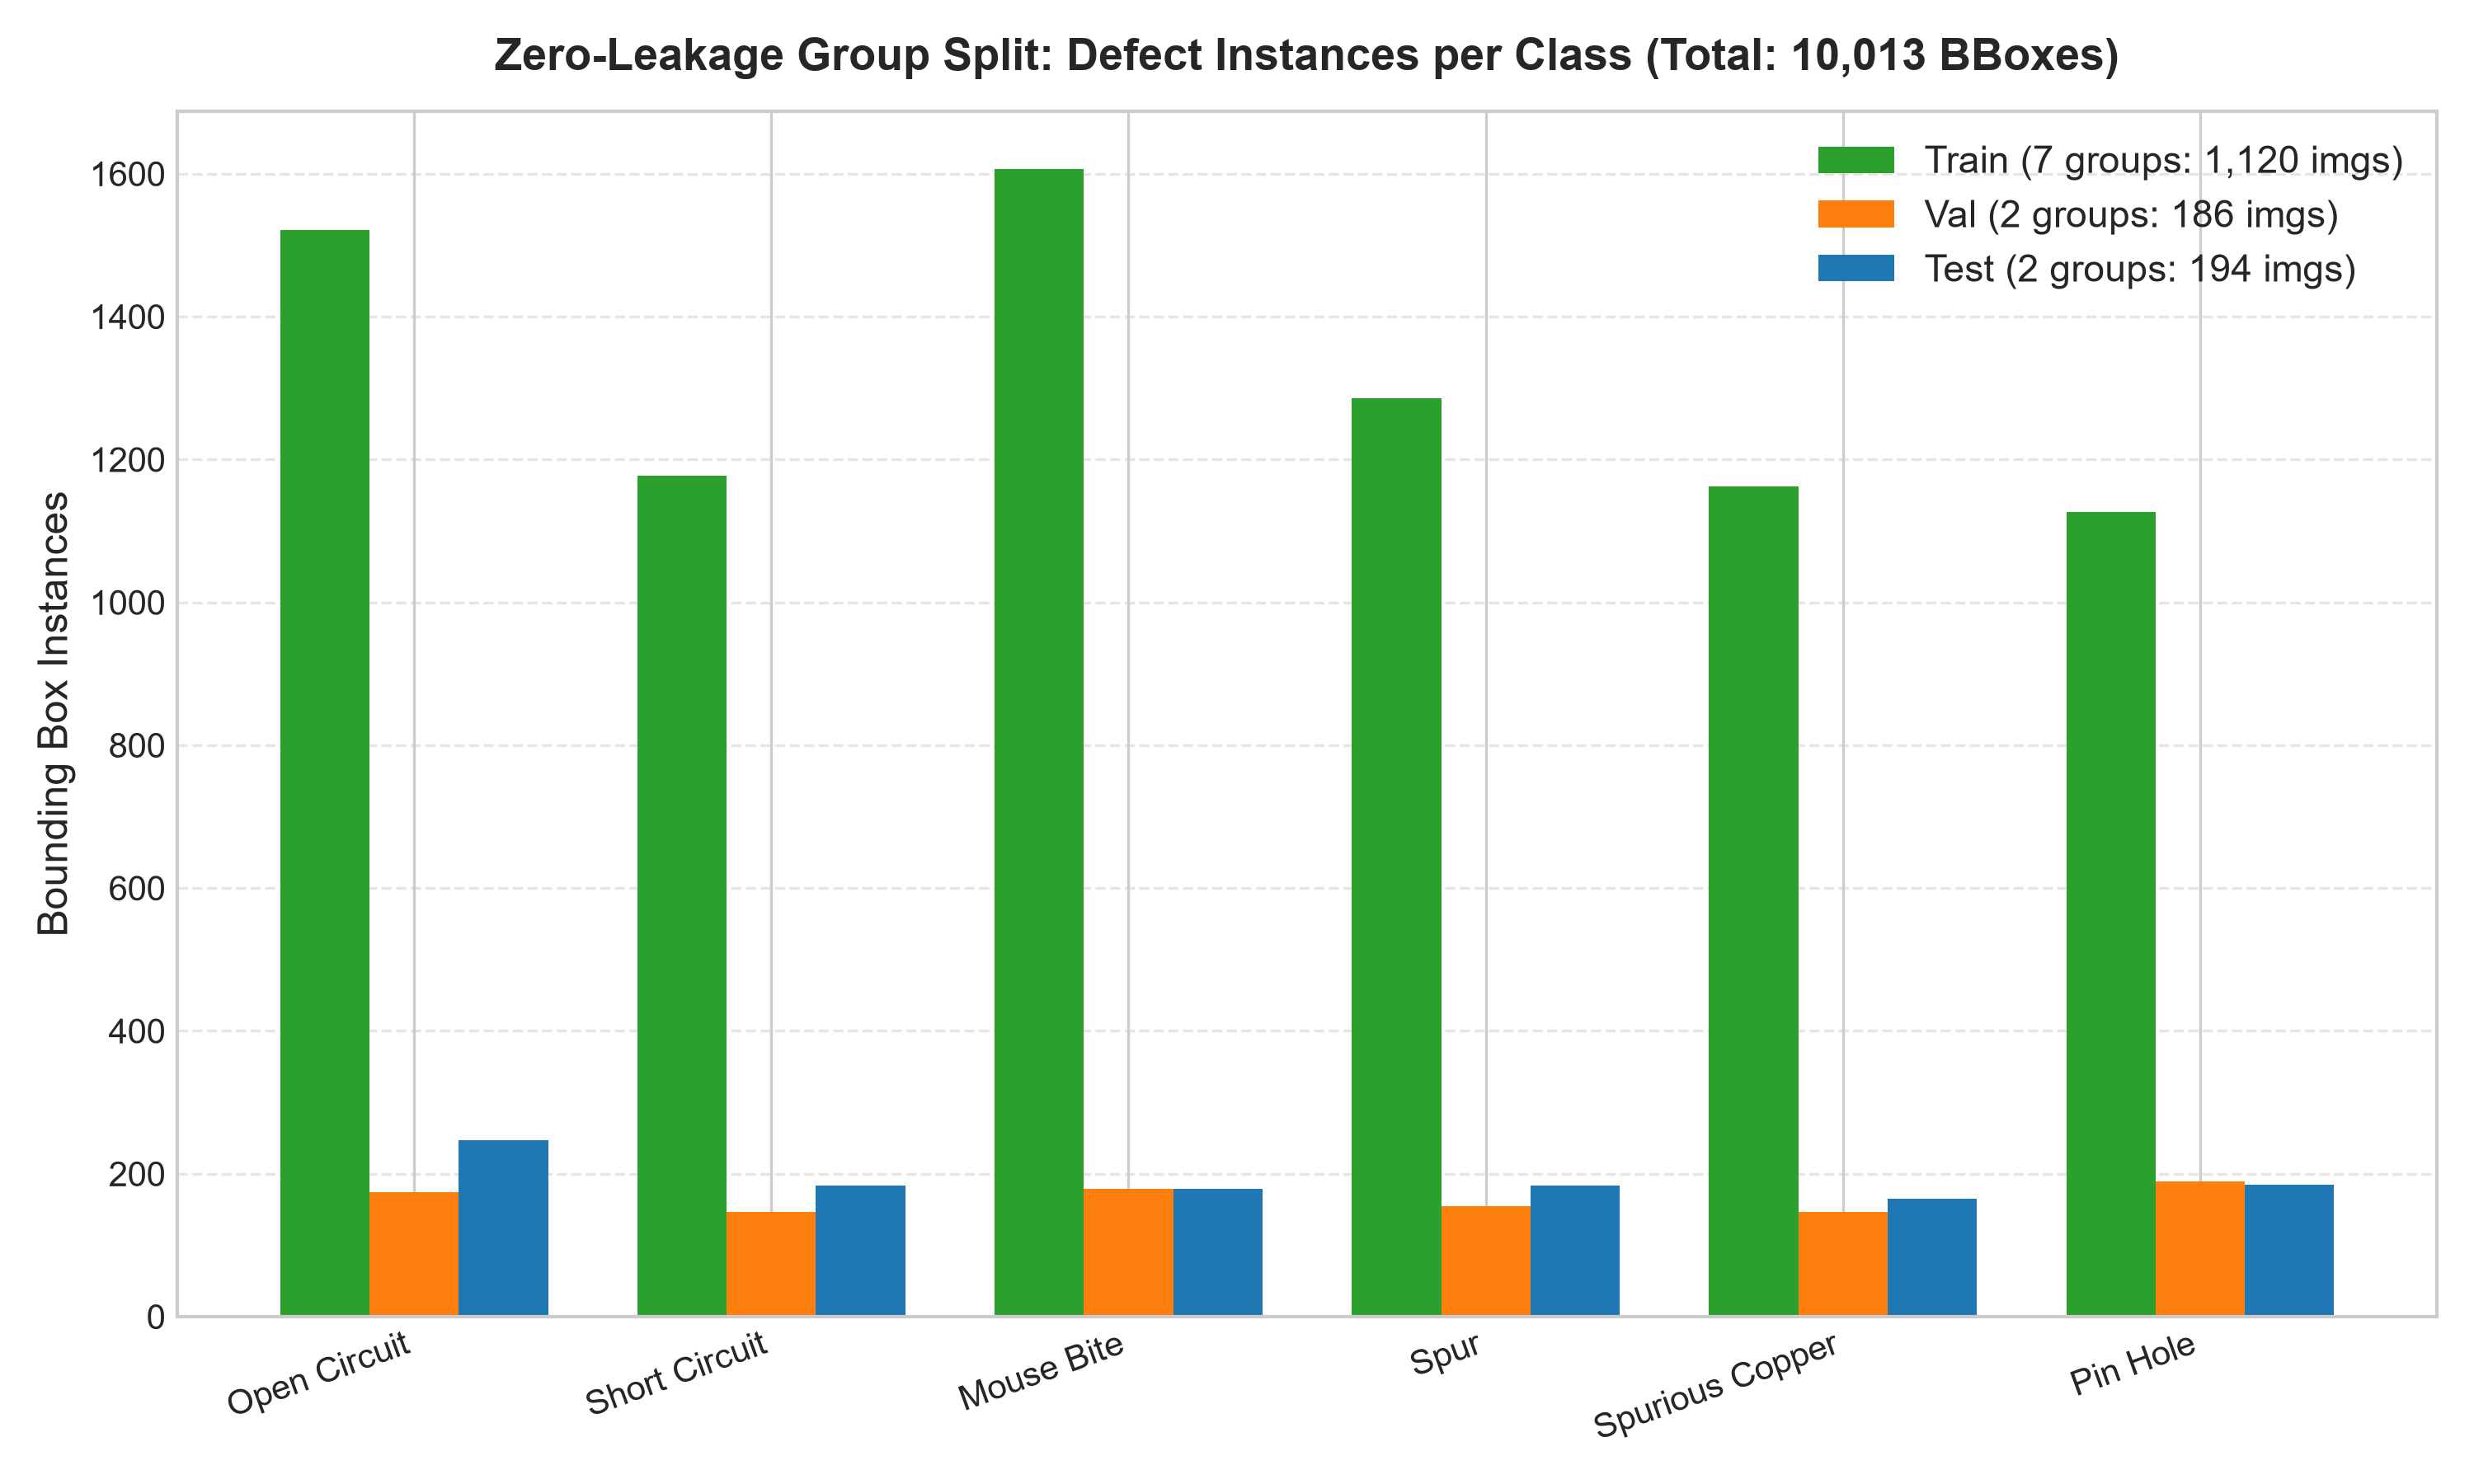 Zero-Leakage Group Split: Defect Instances per Class (Total: 10,013 BBoxes)
Train (7 groups: 1,120 imgs)
Val (2 groups: 186 imgs)
Test (2 groups: 194 imgs)
Bounding Box Instances
1600
1400
1200
1000
800
600
400
200
0
Open Circuit
Short Circuit
Mouse Bite
Spur
Spurious Copper
Pin Hole